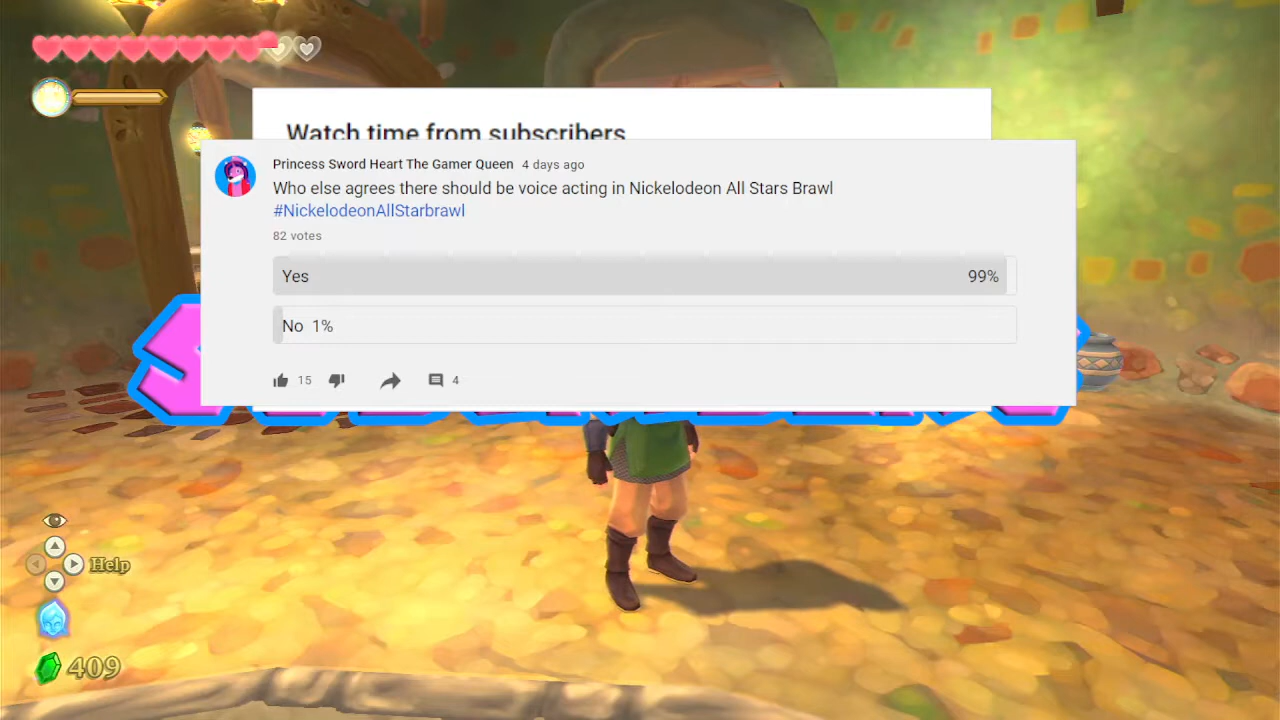 Watch time from subscribers
Princess Sword Heart The Gamer Queen 4 days ago
Who else agrees there should be voice acting in Nickelodeon All Stars Brawl
#NickelodeonAllStarbrawl
82 votes
Yes 99%
No 1%
15 4
Help
409